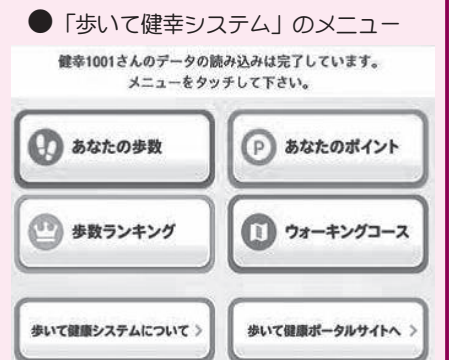 ●「歩いて健幸システム」のメニュー
健幸1001さんのデータの読み込みは完了しています。
メニューをタッチして下さい。
あなたの歩数
P あなたのポイント
歩数ランキング
ウォーキングコース
歩いて健康システムについて >
歩いて健康ポータルサイトへ >